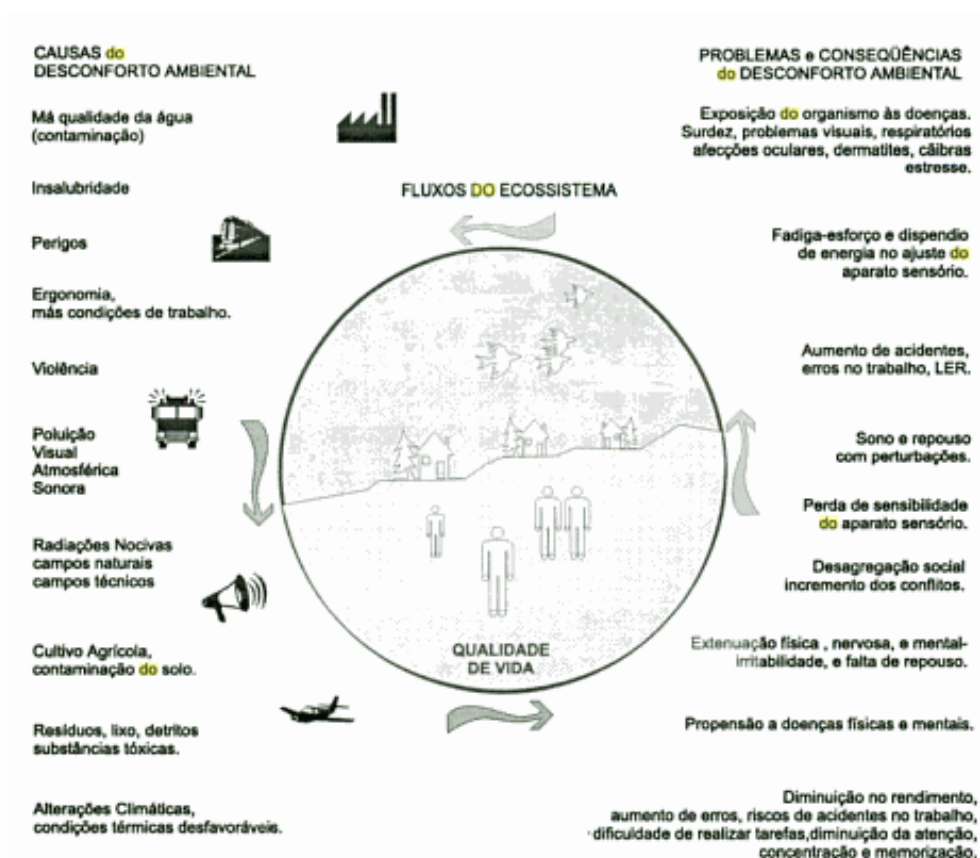 CAUSAS do
DESCONFORTO AMBIENTAL
Má qualidade da água
(contaminação)
Insalubridade
Perigos
Ergonomia,
más condições de trabalho.
Violência
Poluição
Visual
Atmosférica
Sonora
Radiações Nocivas
campos naturais
campos técnicos
Cultivo Agrícola,
contaminação do solo.
Resíduos, lixo, detritos
substâncias tóxicas.
Alterações Climáticas,
condições térmicas desfavoráveis.
FLUXOS DO ECOSSISTEMA
QUALIDADE
DE VIDA
PROBLEMAS e CONSEQÜÊNCIAS
do DESCONFORTO AMBIENTAL
Exposição do organismo às doenças.
Surdez, problemas visuais, respiratórios
afecções oculares, dermatites, cãibras
estresse.
Fadiga-esforço e dispendio
de energia no ajuste do
aparato sensório.
Aumento de acidentes,
erros no trabalho, LER.
Sono e repouso
com perturbações.
Perda de sensibilidade
do aparato sensório.
Desagregação social
incremento dos conflitos.
Extenuação física , nervosa, e mental-
irritabilidade, e falta de repouso.
Propensão a doenças físicas e mentais.
Diminuição no rendimento,
aumento de erros, riscos de acidentes no trabalho,
dificuldade de realizar tarefas,diminuição da atenção,
concentração e memorização,